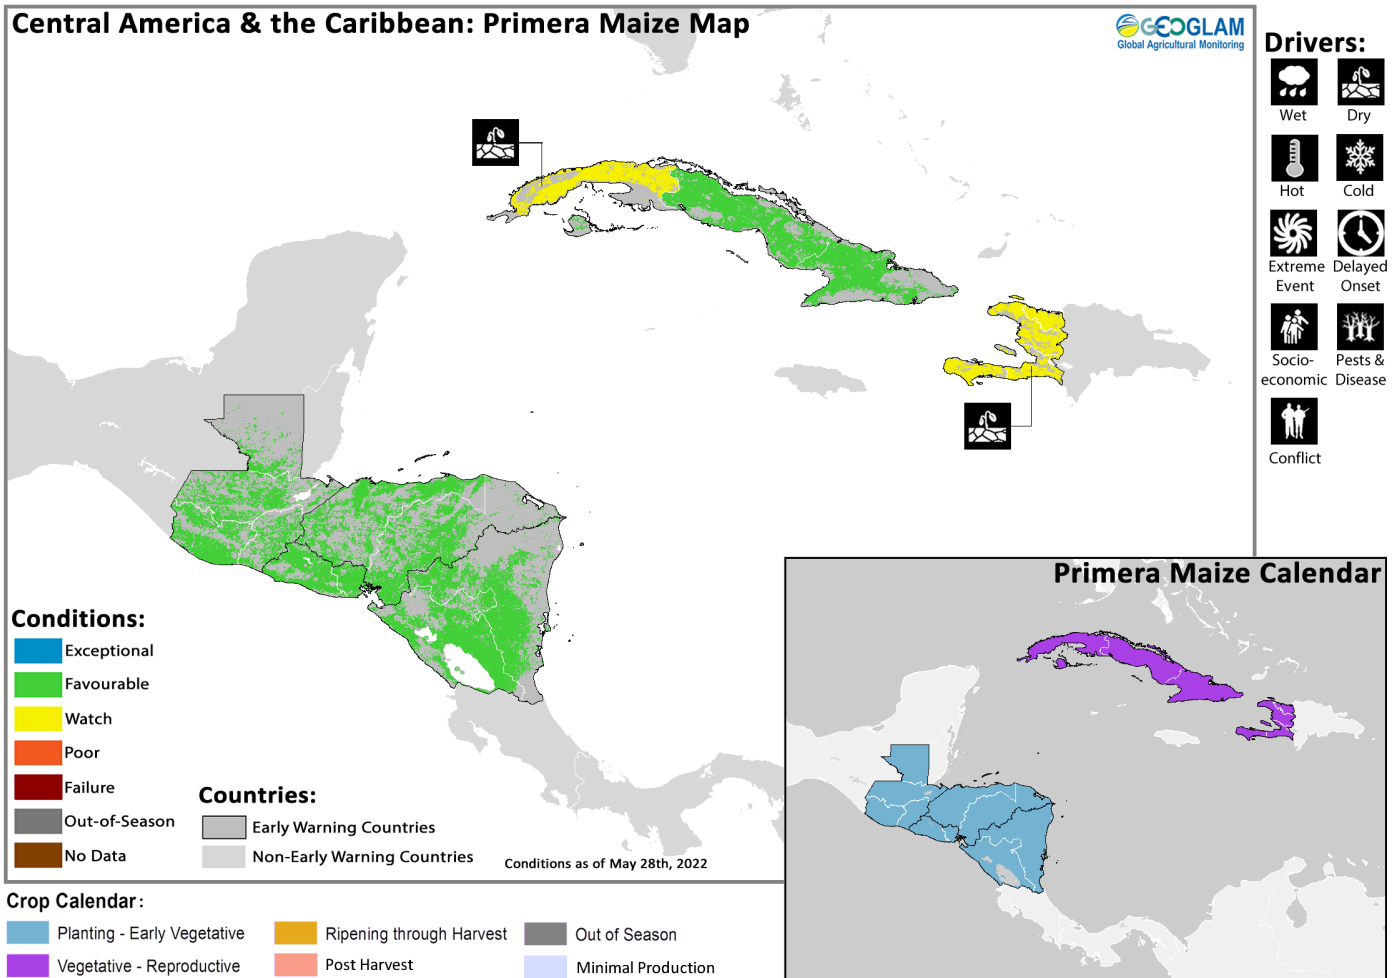 Central America & the Caribbean: Primera Maize Map
GEOGLAM
Global Agricultural Monitoring
Drivers:
Wet
Dry
Hot
Cold
Extreme
Event
Delayed
Onset
Socio-
economic
Pests &
Disease
Conflict
Primera Maize Calendar
Conditions:
Exceptional
Favourable
Watch
Poor
Failure
Out-of-Season
No Data
Countries:
Early Warning Countries
Non-Early Warning Countries
Conditions as of May 28th, 2022
Crop Calendar:
Planting - Early Vegetative
Ripening through Harvest
Out of Season
Vegetative - Reproductive
Post Harvest
Minimal Production